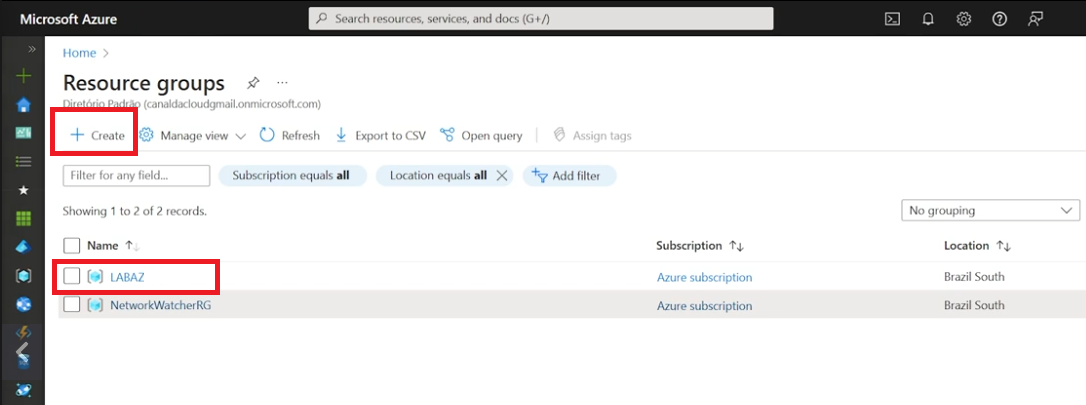 Microsoft Azure Search resources, services, and docs (G+/)
Home
Resource groups
Diretório Padrão (canaldacloudgmail.onmicrosoft.com)
Create Manage view Refresh Export to CSV Open query Assign tags
Filter for any field... Subscription equals all Location equals all Add filter
Showing 1 to 2 of 2 records. No grouping
Name Subscription Location
LABAZ Azure subscription Brazil South
NetworkWatcherRG Azure subscription Brazil South